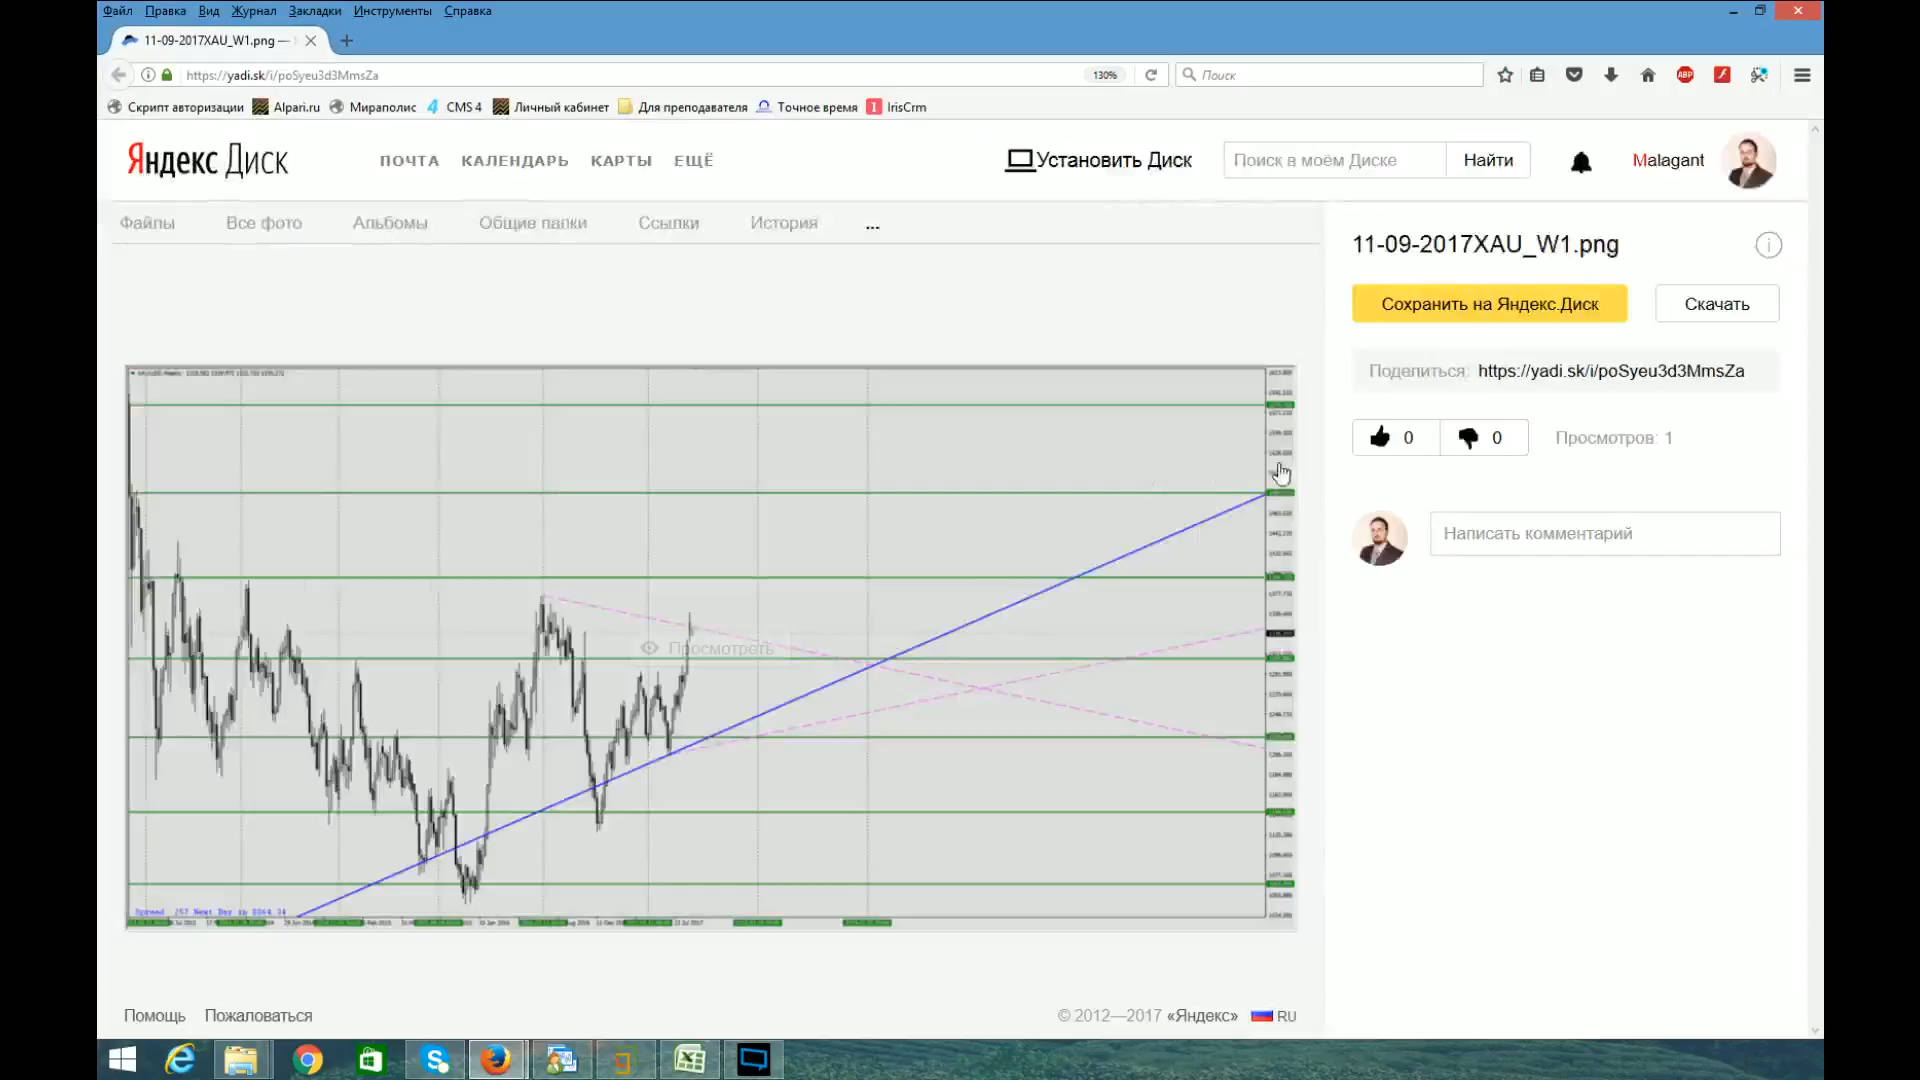 Файл Правка Вид Журнал Закладки Инструменты Справка
11-09-2017XAU_W1.png —
https://yadi.sk/i/poSyeu3d3MmsZa 130% Поиск ABP
Скрипт авторизации Alpari.ru Мираполис CMS 4 Личный кабинет Для преподавателя Точное время IrisCrm
Яндекс Диск ПОЧТА КАЛЕНДАРЬ КАРТЫ ЕЩЁ Установить Диск Поиск в моём Диске Найти Malagant
Файлы Все фото Альбомы Общие папки Ссылки История ...
11-09-2017XAU_W1.png
Сохранить на Яндекс.Диск Скачать
Поделиться: https://yadi.sk/i/poSyeu3d3MmsZa
0 0 Просмотров: 1
Написать комментарий
Просмотреть
Помощь Пожаловаться © 2012—2017 «Яндекс» RU